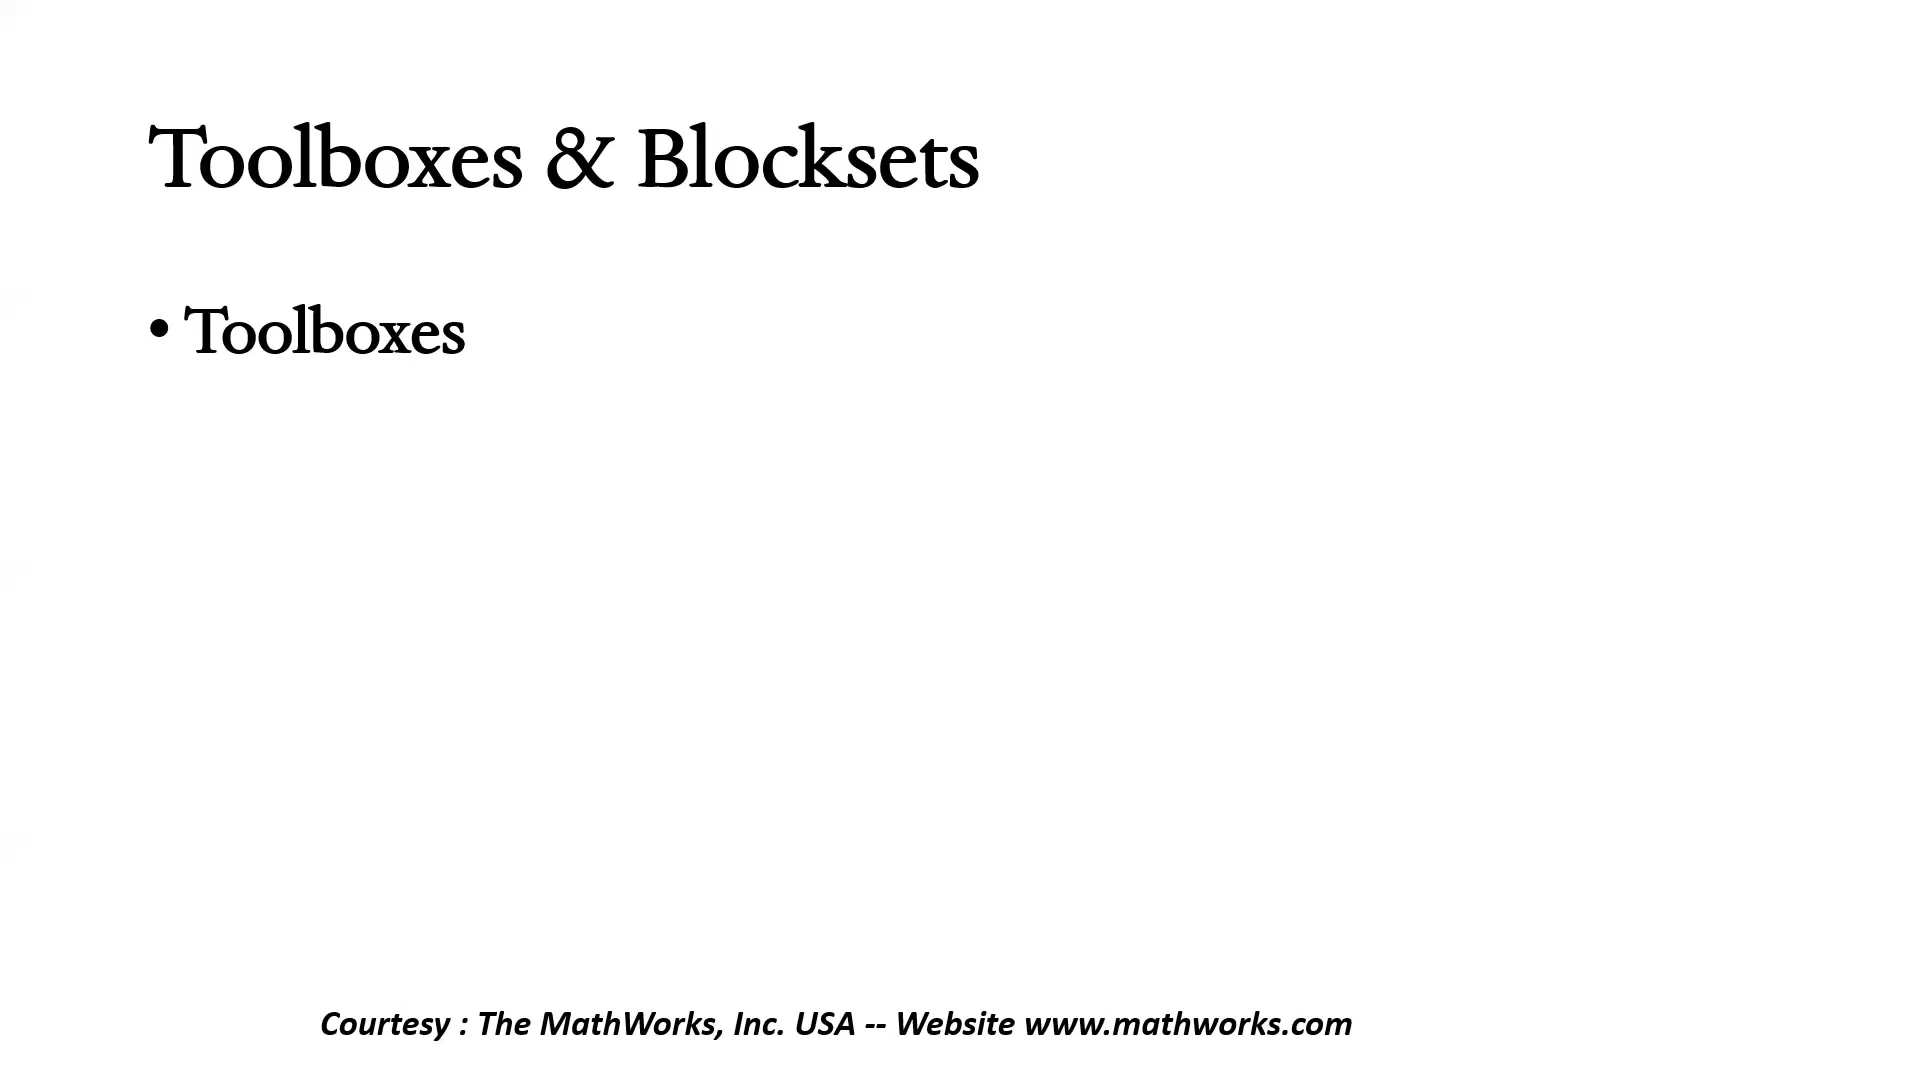 Toolboxes & Blocksets
• Toolboxes
Courtesy : The MathWorks, Inc. USA -- Website www.mathworks.com